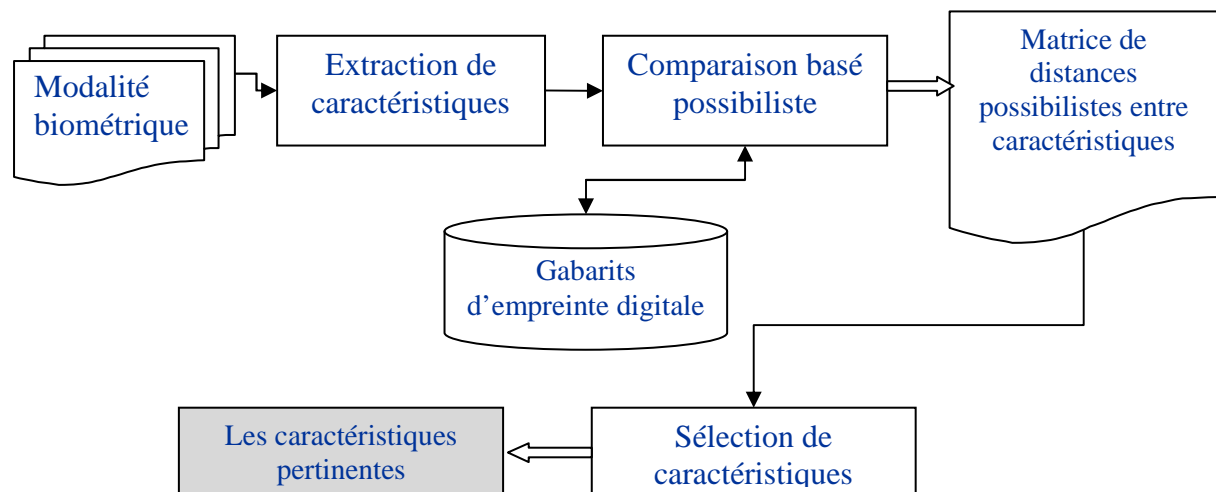 Modalité
biométrique
Extraction de
caractéristiques
Comparaison basé
possibiliste
Matrice de
distances
possibilistes entre
caractéristiques
Gabarits
d’empreinte digitale
Sélection de
caractéristiques
Les caractéristiques
pertinentes